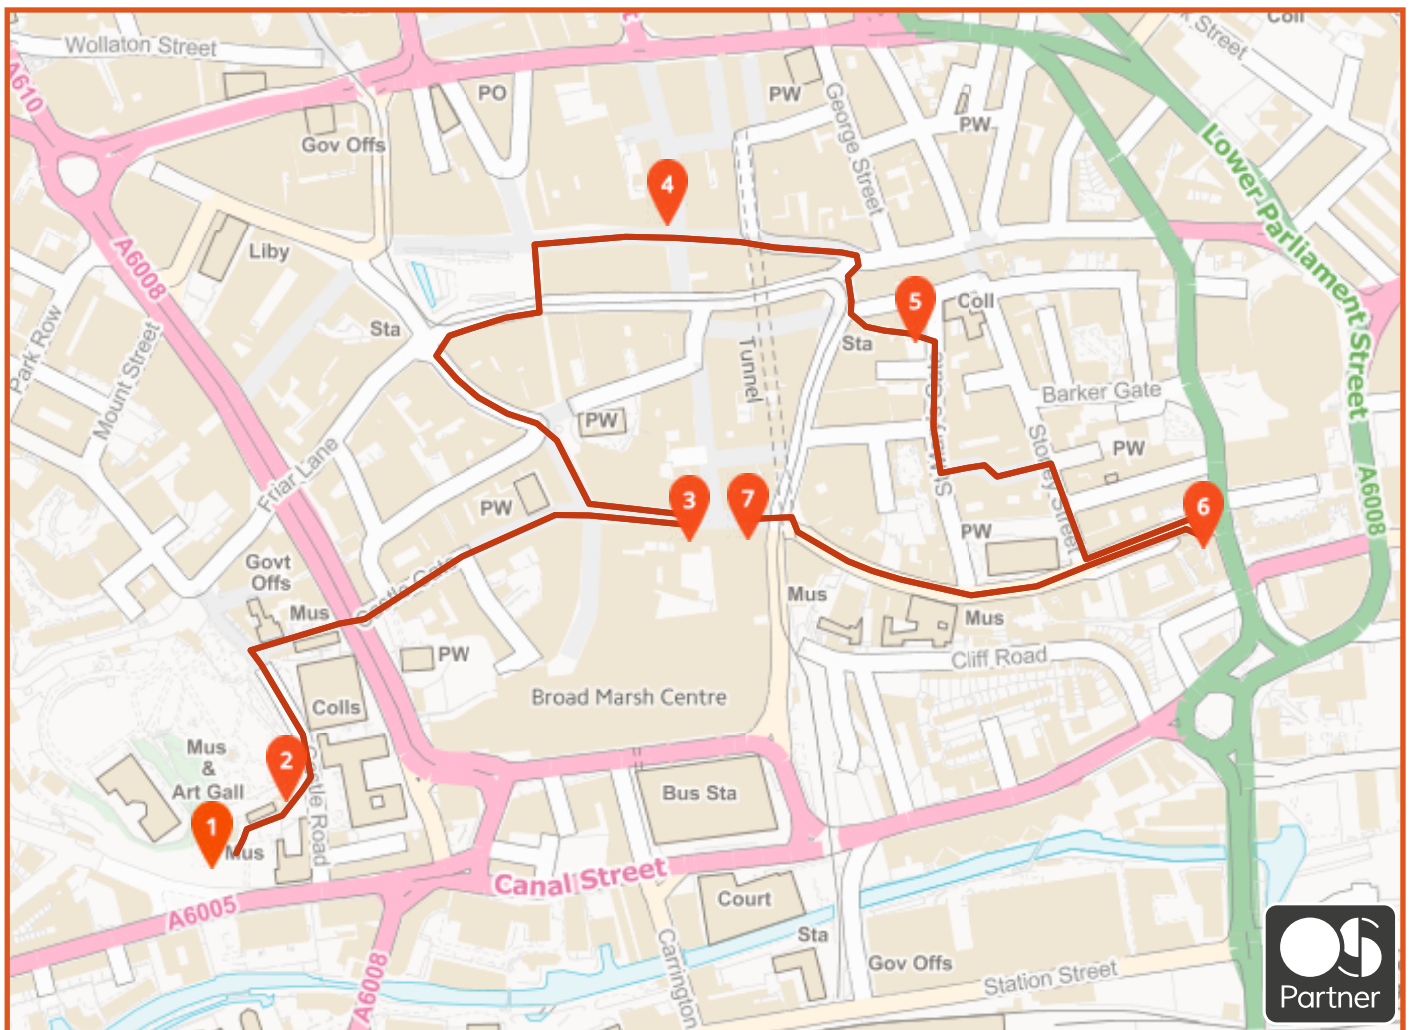 Wollaton Street
Coll
Street
A610
PO
PW
George Street
PW
Gov Offs
Lower Parliament Street
4
A6008
Liby
5
Coll
Park Row
Mount Street
Sta
Sta
Tunnel
Barker Gate
PW
Friar Lane
Stoney Street
PW
A6008
PW
3
7
6
PW
Govt
Offs
Mus
Castle Gate
Mus
Mus
PW
Cliff Road
Broad Marsh Centre
Colls
Mus
&
Art Gall
2
Castle Road
Bus Sta
1
Mus
Canal Street
A6005
Court
Sta
Carrington
A6008
Gov Offs
Station Street
OS
Partner